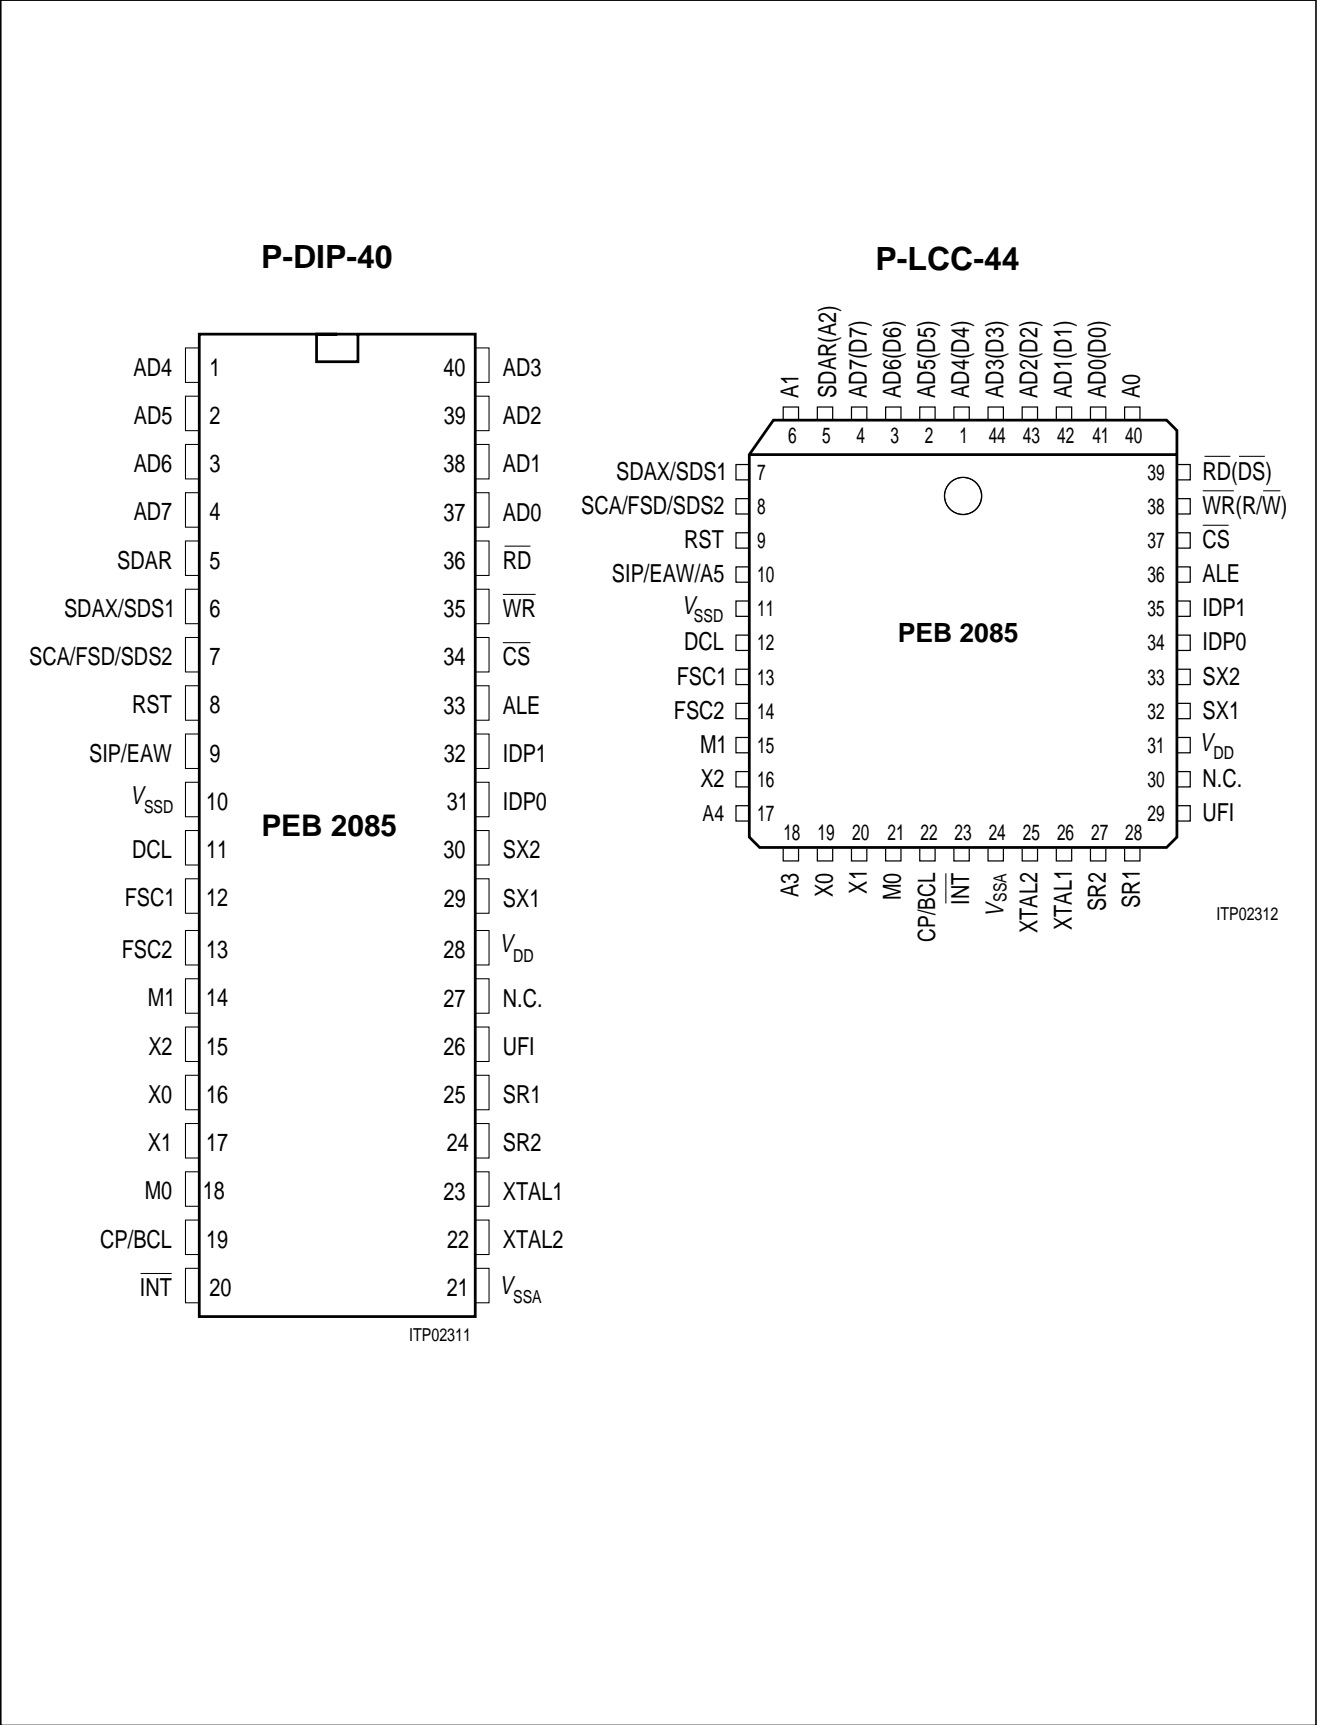 P-DIP-40
AD4 1 40 AD3
AD5 2 39 AD2
AD6 3 38 AD1
AD7 4 37 AD0
SDAR 5 36 R̅D̅
SDAX/SDS1 6 35 W̅R̅
SCA/FSD/SDS2 7 34 C̅S̅
RST 8 33 ALE
SIP/EAW 9 32 IDP1
VSSD 10 31 IDP0
PEB 2085
DCL 11 30 SX2
FSC1 12 29 SX1
FSC2 13 28 VDD
M1 14 27 N.C.
X2 15 26 UFI
X0 16 25 SR1
X1 17 24 SR2
M0 18 23 XTAL1
CP/BCL 19 22 XTAL2
I̅N̅T̅ 20 21 VSSA
ITP02311
P-LCC-44
A1 SDAR(A2) AD7(D7) AD6(D6) AD5(D5) AD4(D4) AD3(D3) AD2(D2) AD1(D1) AD0(D0) A0
6 5 4 3 2 1 44 43 42 41 40
SDAX/SDS1 7 39 R̅D̅(D̅S̅)
SCA/FSD/SDS2 8 38 W̅R̅(R/W̅)
RST 9 37 C̅S̅
SIP/EAW/A5 10 36 ALE
VSSD 11 35 IDP1
PEB 2085
DCL 12 34 IDP0
FSC1 13 33 SX2
FSC2 14 32 SX1
M1 15 31 VDD
X2 16 30 N.C.
A4 17 29 UFI
18 19 20 21 22 23 24 25 26 27 28
A3 X0 X1 M0 CP/BCL I̅N̅T̅ VSSA XTAL2 XTAL1 SR2 SR1
ITP02312